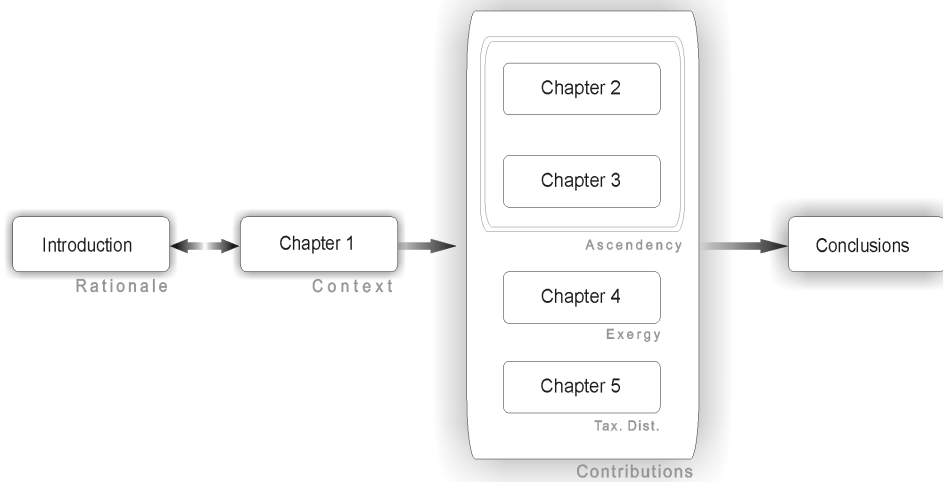 Introduction
Rationale
Chapter 1
Context
Chapter 2
Chapter 3
Ascendency
Chapter 4
Exergy
Chapter 5
Tax. Dist.
Contributions
Conclusions